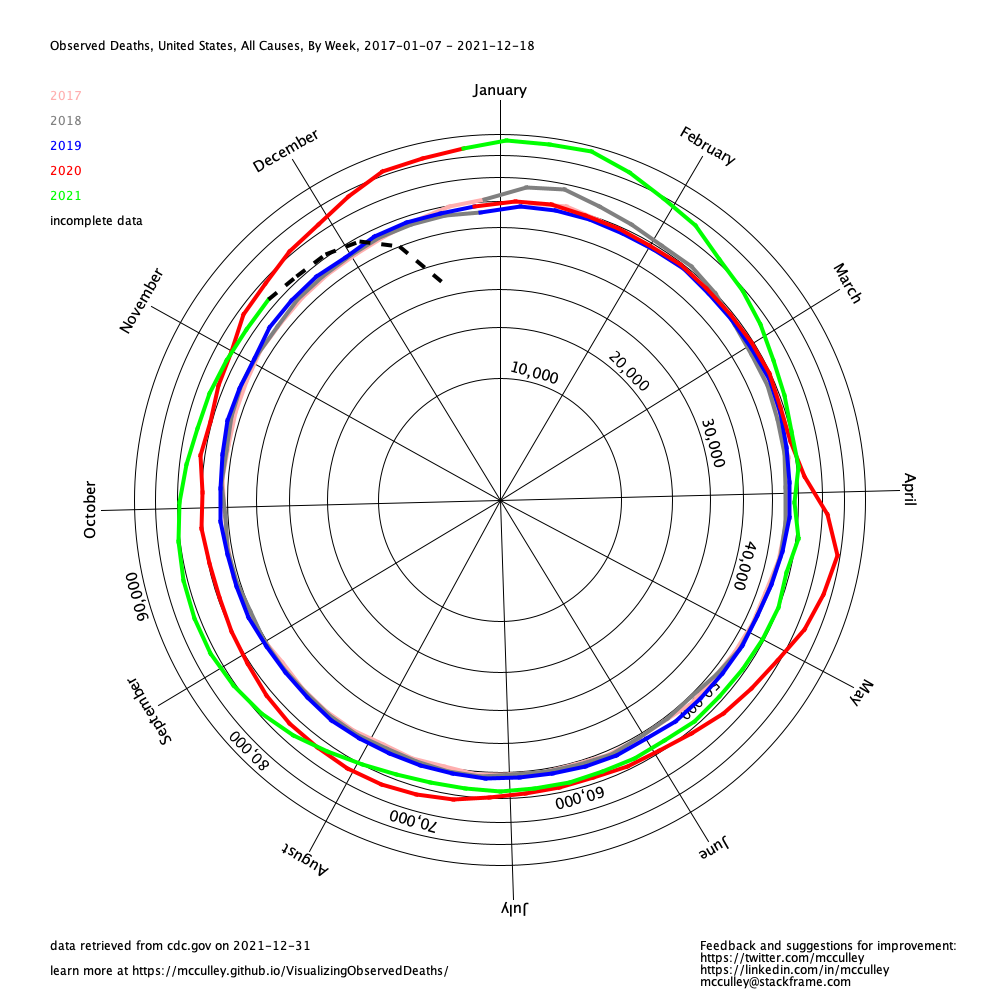 Observed Deaths, United States, All Causes, By Week, 2017-01-07 - 2021-12-18
January
2017
2018
2019
2020
2021
incomplete data
December
February
November
March
10,000
20,000
30,000
October
April
40,000
90,000
50,000
September
May
80,000
60,000
70,000
August
June
July
data retrieved from cdc.gov on 2021-12-31
learn more at https://mcculley.github.io/VisualizingObservedDeaths/
Feedback and suggestions for improvement:
https://twitter.com/mcculley
https://linkedin.com/in/mcculley
mcculley@stackframe.com